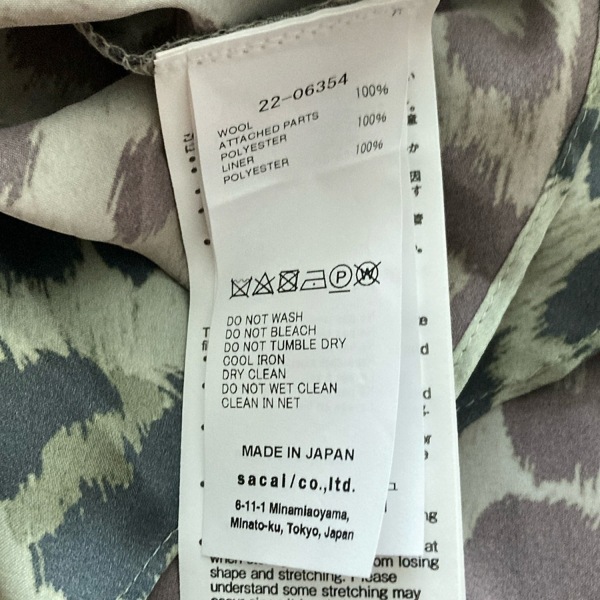 22-06354
WOOL 100%
ATTACHED PARTS
POLYESTER 100%
LINER
POLYESTER 100%
P W
DO NOT WASH
DO NOT BLEACH
DO NOT TUMBLE DRY
COOL IRON
DRY CLEAN
DO NOT WET CLEAN
CLEAN IN NET
MADE IN JAPAN
sacai/co.,ltd.
6-11-1 Minamiaoyama,
Minato-ku, Tokyo, Japan
om losing
shape and stretching. Please
understand some stretching may